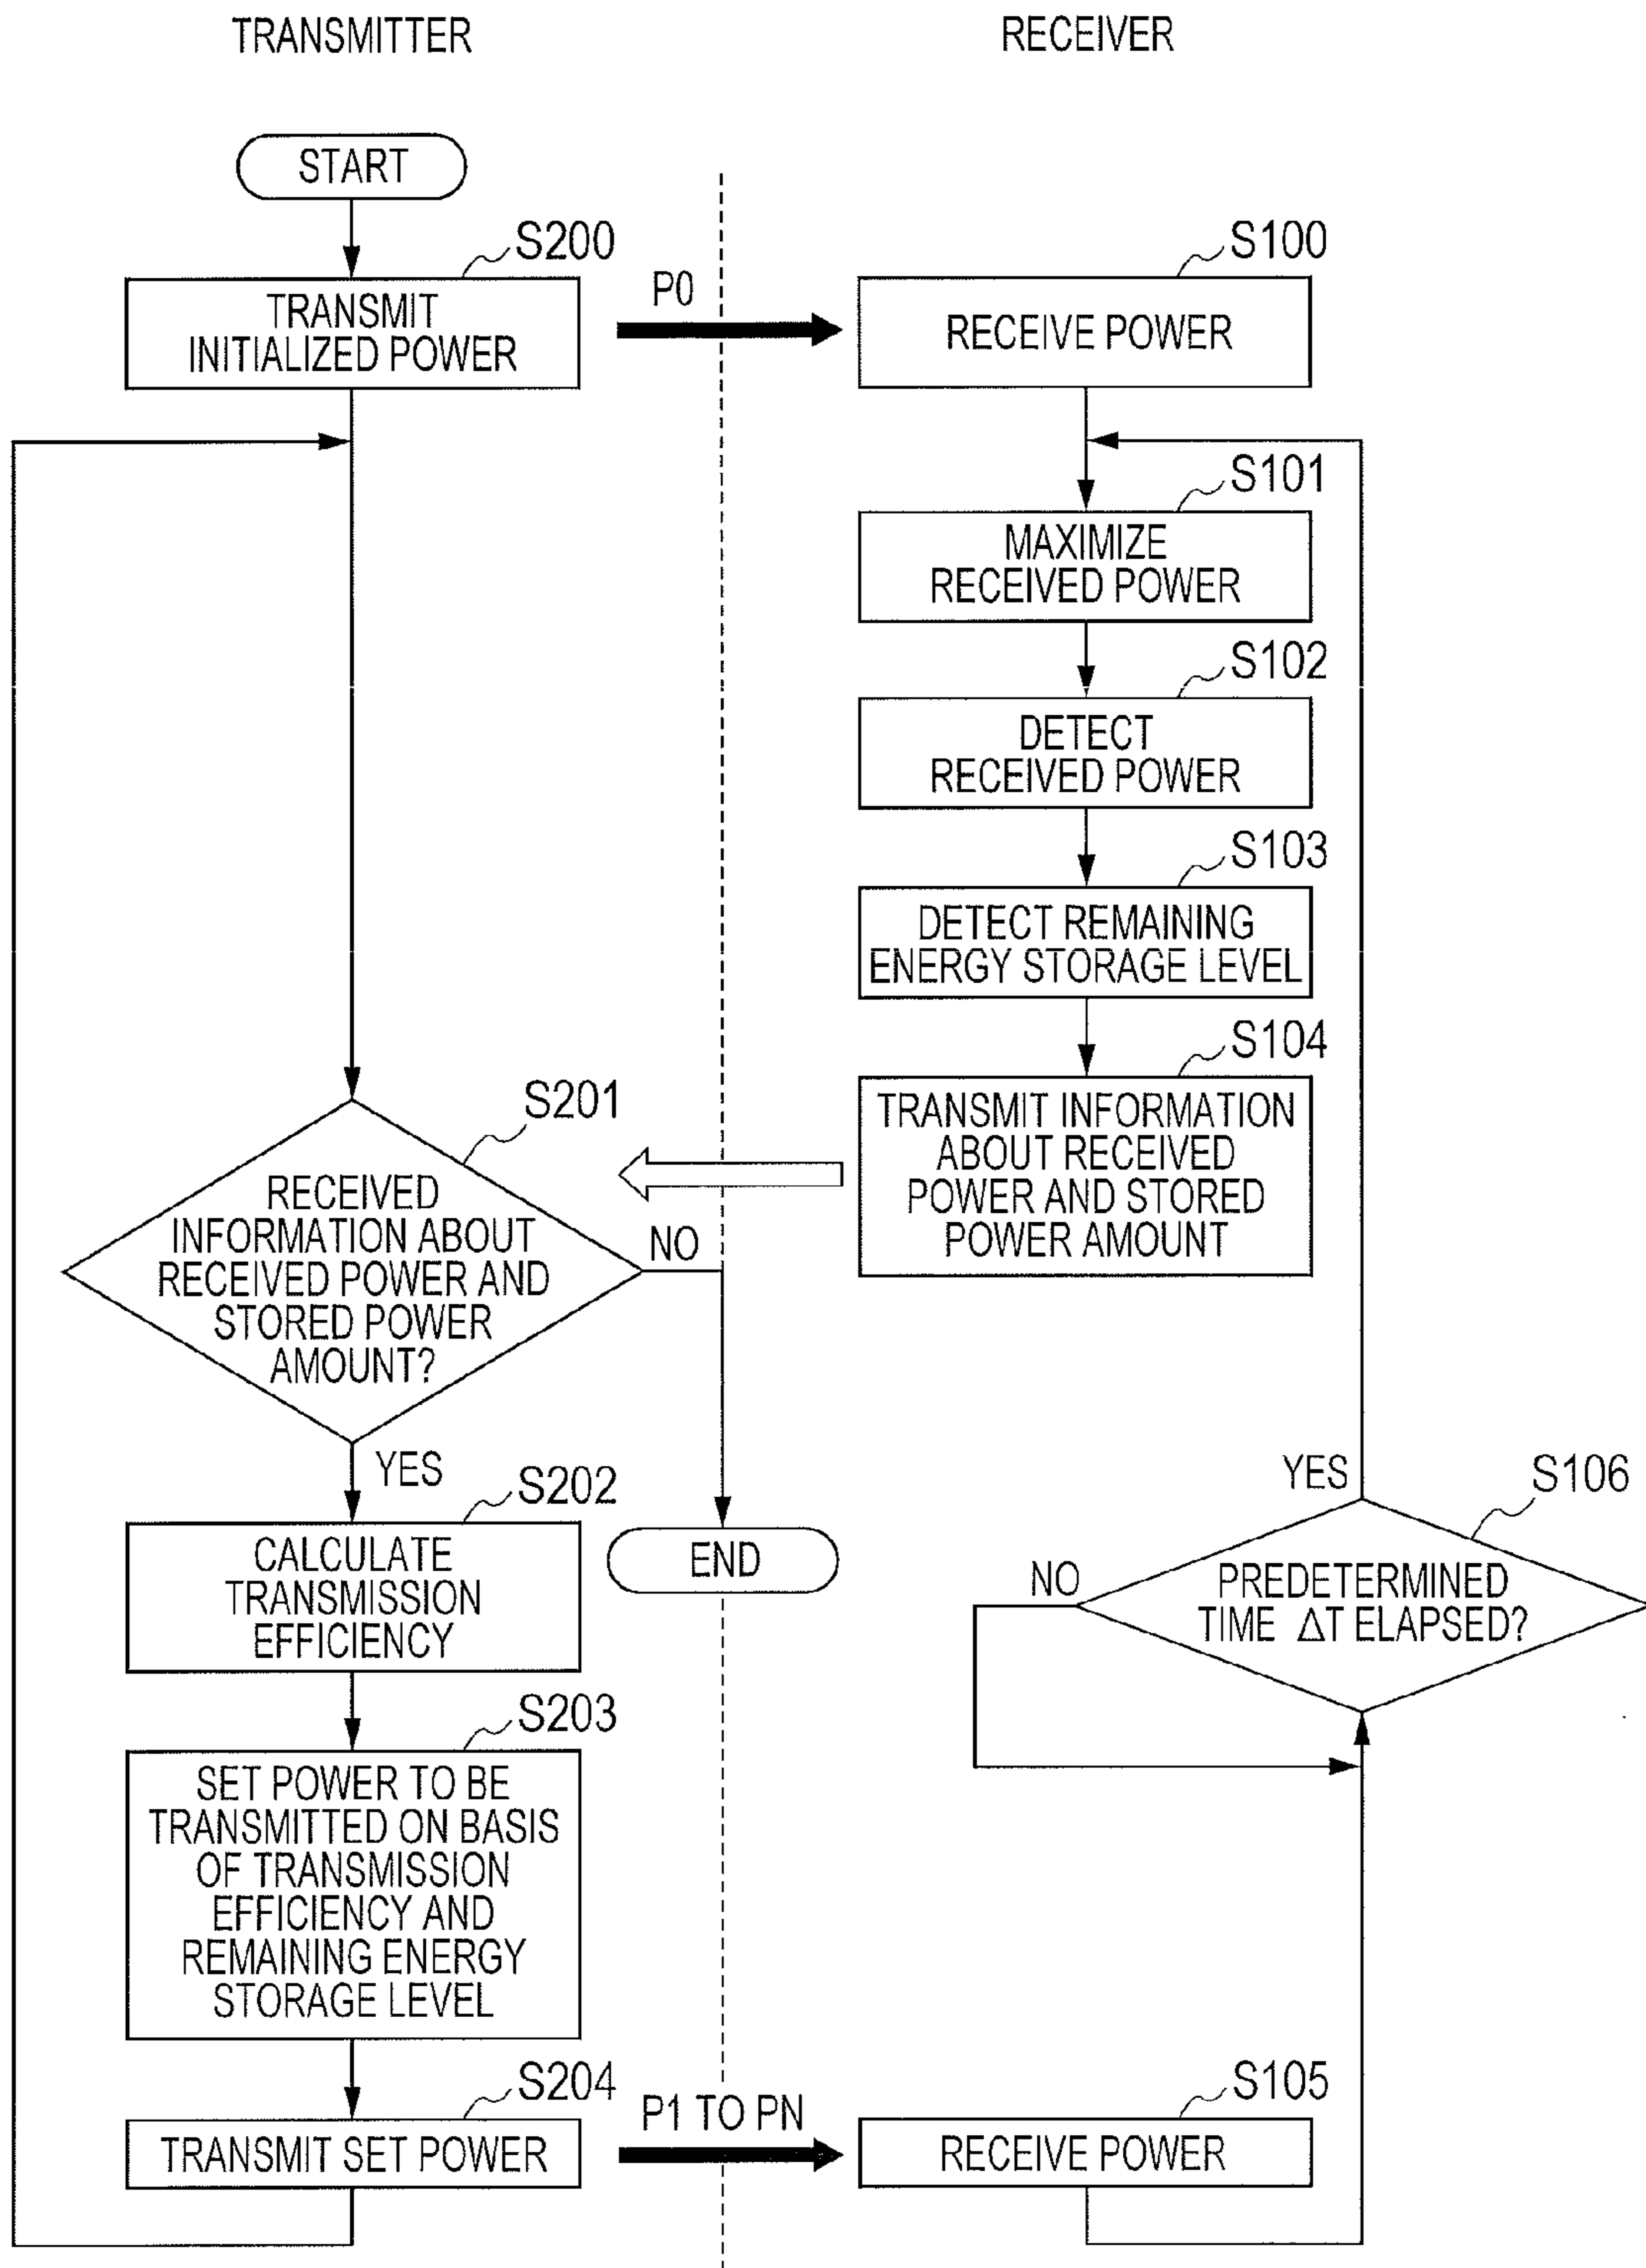 TRANSMITTER
RECEIVER
START
S200
TRANSMIT
INITIALIZED POWER
P0
S100
RECEIVE POWER
S101
MAXIMIZE
RECEIVED POWER
S102
DETECT
RECEIVED POWER
S103
DETECT REMAINING
ENERGY STORAGE LEVEL
S104
TRANSMIT INFORMATION
ABOUT RECEIVED
POWER AND STORED
POWER AMOUNT
S201
RECEIVED
INFORMATION ABOUT
RECEIVED POWER AND
STORED POWER
AMOUNT?
NO
YES
S202
CALCULATE
TRANSMISSION
EFFICIENCY
END
YES
S106
NO
PREDETERMINED
TIME ΔT ELAPSED?
S203
SET POWER TO BE
TRANSMITTED ON BASIS
OF TRANSMISSION
EFFICIENCY AND
REMAINING ENERGY
STORAGE LEVEL
S204
TRANSMIT SET POWER
P1 TO PN
S105
RECEIVE POWER